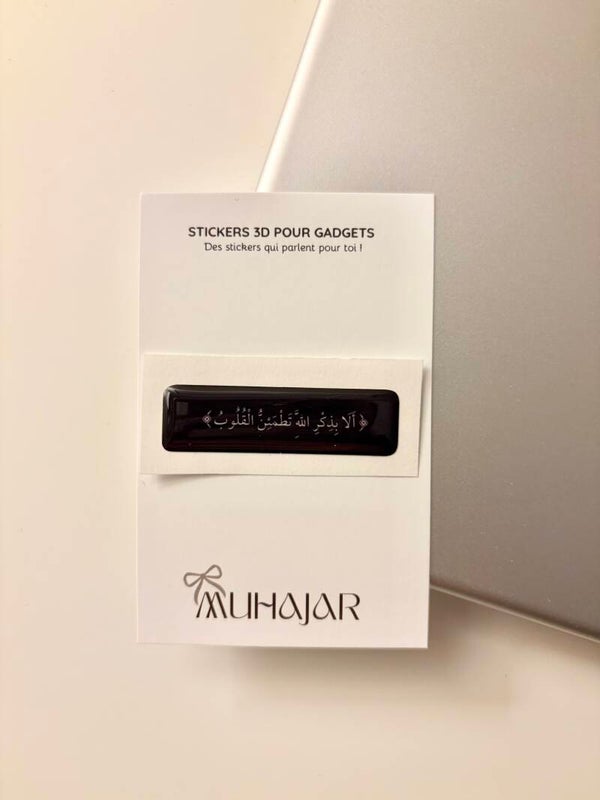 STICKERS 3D POUR GADGETS
Des stickers qui parlent pour toi !
﴿أَلَا بِذِكْرِ اللَّهِ تَطْمَئِنُّ الْقُلُوبُ﴾
MUHAJAR